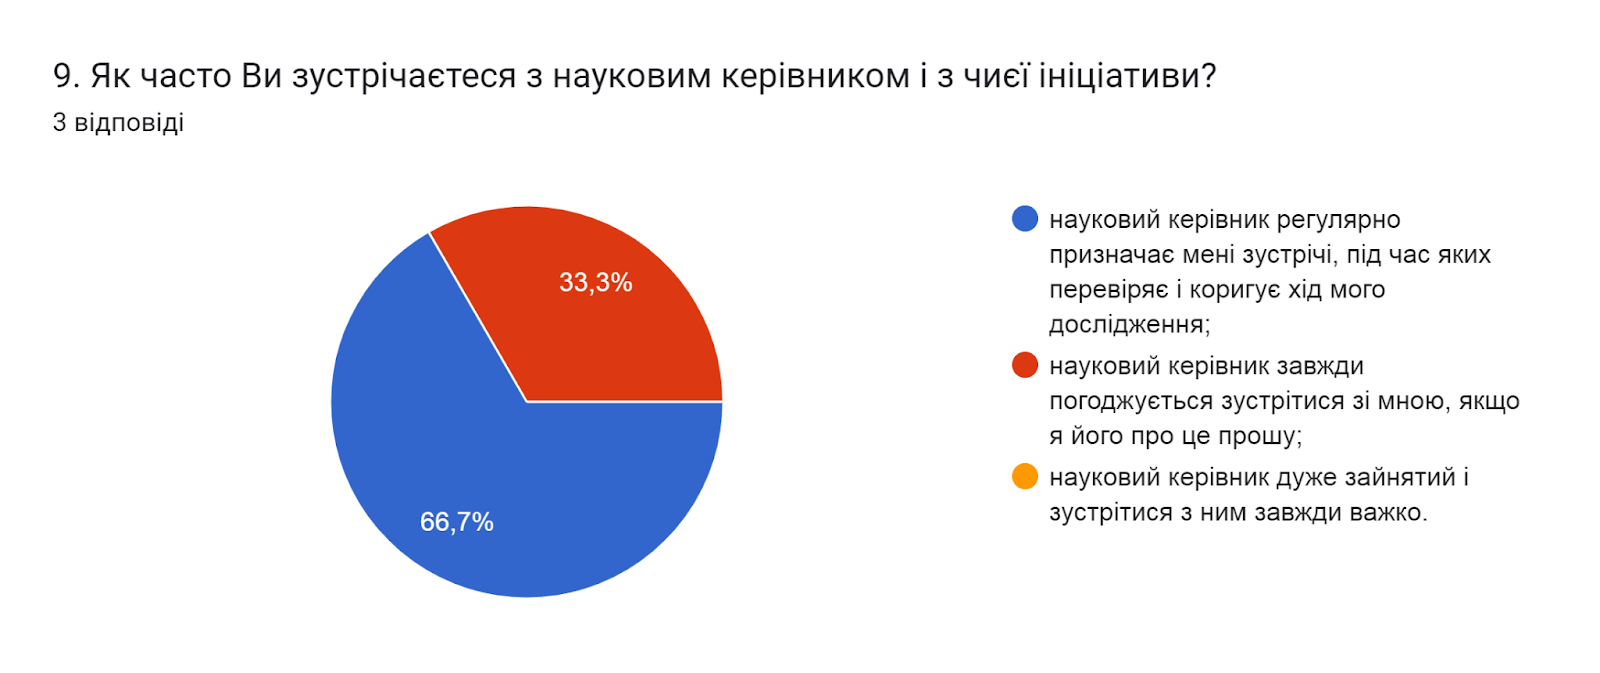 9. Як часто Ви зустрічаєтеся з науковим керівником і з чиєї ініціативи?
3 відповіді
33,3%
66,7%
науковий керівник регулярно
призначає мені зустрічі, під час яких
перевіряє і коригує хід мого
дослідження;
науковий керівник завжди
погоджується зустрітися зі мною, якщо
я його про це прошу;
науковий керівник дуже зайнятий і
зустрітися з ним завжди важко.